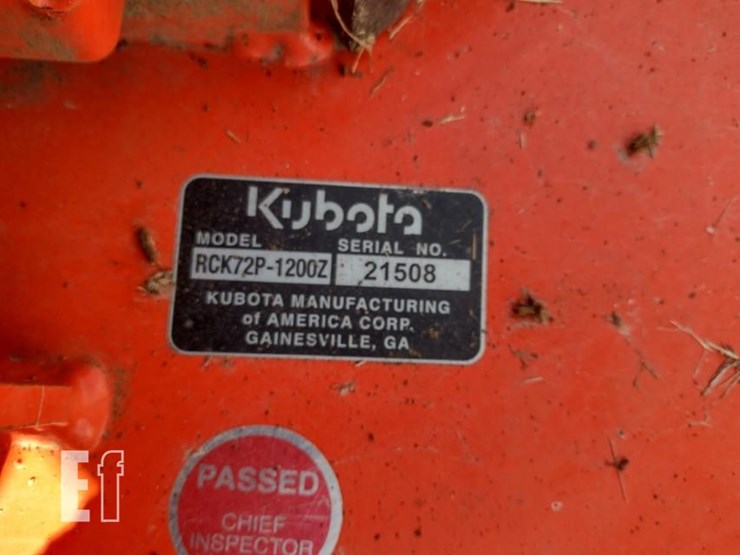 Kubota
MODEL SERIAL NO.
RCK72P-1200Z 21508
KUBOTA MANUFACTURING
of AMERICA CORP.
GAINESVILLE, GA
PASSED
CHIEF
INSPECTOR
Ef